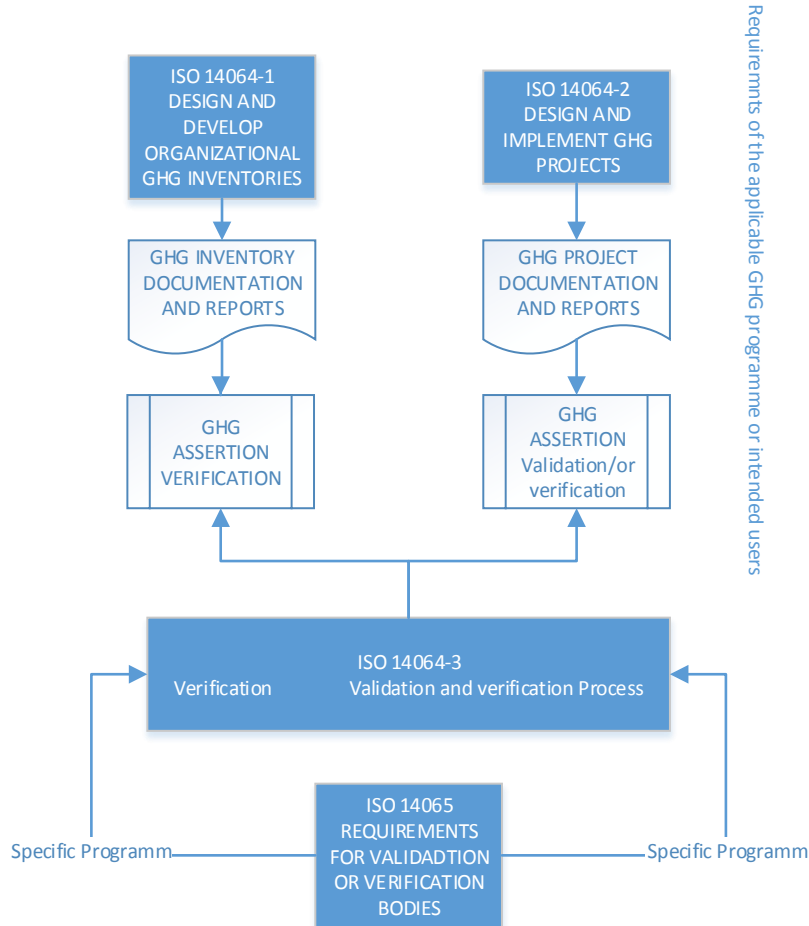 ISO 14064-1
DESIGN AND
DEVELOP
ORGANIZATIONAL
GHG INVENTORIES
ISO 14064-2
DESIGN AND
IMPLEMENT GHG
PROJECTS
Requiremnts of the applicable GHG programme or intended users
GHG INVENTORY
DOCUMENTATION
AND REPORTS
GHG PROJECT
DOCUMENTATION
AND REPORTS
GHG
ASSERTION
VERIFICATION
GHG
ASSERTION
Validation/or
verification
ISO 14064-3
Verification Validation and verification Process
ISO 14065
REQUIREMENTS
FOR VALIDADTION
OR VERIFICATION
BODIES
Specific Programm
Specific Programm